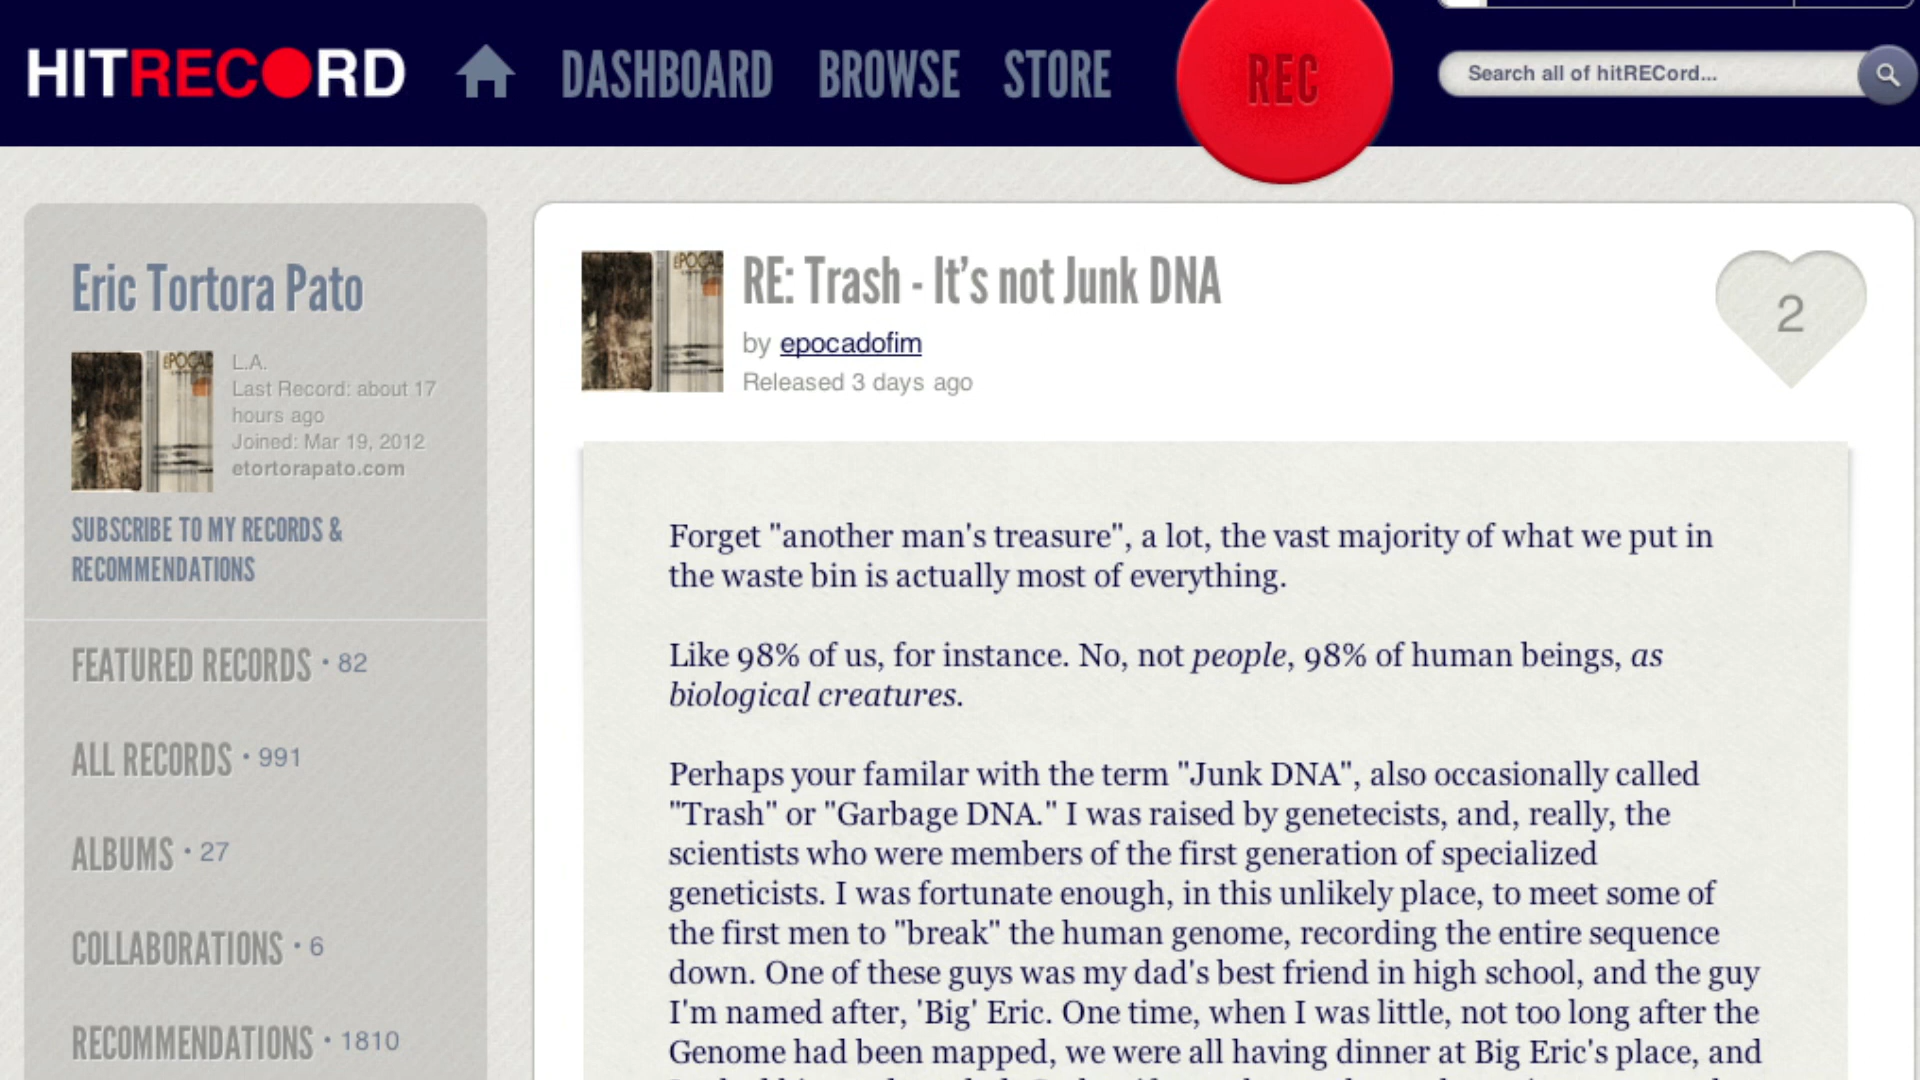 HITRECORD DASHBOARD BROWSE STORE REC Search all of hitRECord...
Eric Tortora Pato
EPOCAD
L.A.
Last Record: about 17
hours ago
Joined: Mar 19, 2012
etortorapato.com
SUBSCRIBE TO MY RECORDS &
RECOMMENDATIONS
FEATURED RECORDS • 82
ALL RECORDS • 991
ALBUMS • 27
COLLABORATIONS • 6
RECOMMENDATIONS • 1810
EPOCAD
RE: Trash - It's not Junk DNA
by epocadofim
Released 3 days ago
2
Forget "another man's treasure", a lot, the vast majority of what we put in
the waste bin is actually most of everything.
Like 98% of us, for instance. No, not people, 98% of human beings, as
biological creatures.
Perhaps your familar with the term "Junk DNA", also occasionally called
"Trash" or "Garbage DNA." I was raised by genetecists, and, really, the
scientists who were members of the first generation of specialized
geneticists. I was fortunate enough, in this unlikely place, to meet some of
the first men to "break" the human genome, recording the entire sequence
down. One of these guys was my dad's best friend in high school, and the guy
I'm named after, 'Big' Eric. One time, when I was little, not too long after the
Genome had been mapped, we were all having dinner at Big Eric's place, and